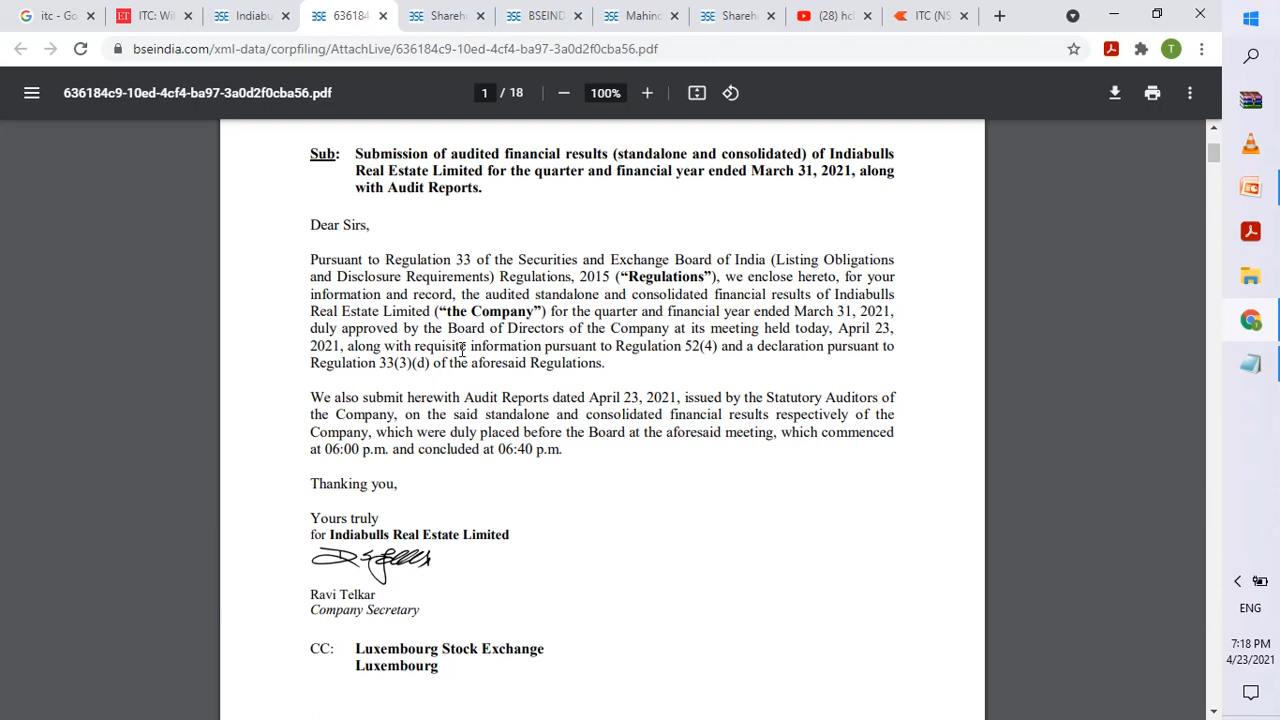 itc - Go
ITC: Wil
Indiabu
636184
Shareh
BSEIND
Mahind
Shareh
(28) hcl
ITC (NS
bseindia.com/xml-data/corpfiling/AttachLive/636184c9-10ed-4cf4-ba97-3a0d2f0cba56.pdf
T
636184c9-10ed-4cf4-ba97-3a0d2f0cba56.pdf
1 / 18
100%
Sub: Submission of audited financial results (standalone and consolidated) of Indiabulls
Real Estate Limited for the quarter and financial year ended March 31, 2021, along
with Audit Reports.
Dear Sirs,
Pursuant to Regulation 33 of the Securities and Exchange Board of India (Listing Obligations
and Disclosure Requirements) Regulations, 2015 (“Regulations”), we enclose hereto, for your
information and record, the audited standalone and consolidated financial results of Indiabulls
Real Estate Limited (“the Company”) for the quarter and financial year ended March 31, 2021,
duly approved by the Board of Directors of the Company at its meeting held today, April 23,
2021, along with requisite information pursuant to Regulation 52(4) and a declaration pursuant to
Regulation 33(3)(d) of the aforesaid Regulations.
We also submit herewith Audit Reports dated April 23, 2021, issued by the Statutory Auditors of
the Company, on the said standalone and consolidated financial results respectively of the
Company, which were duly placed before the Board at the aforesaid meeting, which commenced
at 06:00 p.m. and concluded at 06:40 p.m.
Thanking you,
Yours truly
for Indiabulls Real Estate Limited
Ravi Telkar
Company Secretary
CC: Luxembourg Stock Exchange
Luxembourg
ENG
7:18 PM
4/23/2021